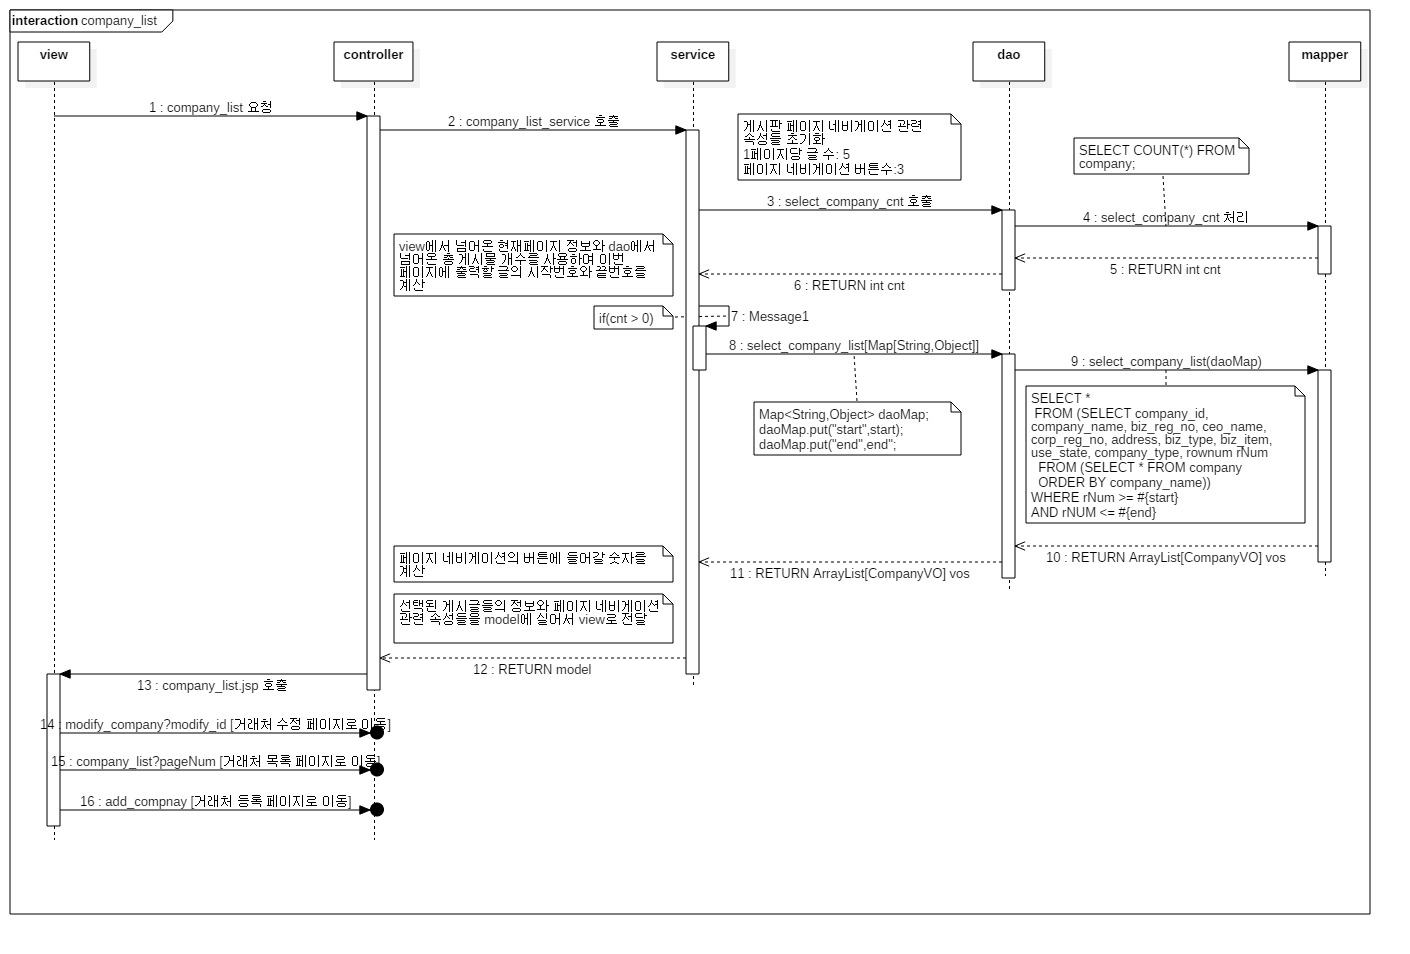 interaction company_list
view
controller
service
dao
mapper
1 : company_list 요청
2 : company_list_service 호출
게시판 페이지 네비게이션 관련
속성들 초기화
1페이지당 글 수: 5
페이지 네비게이션 버튼수:3
SELECT COUNT(*) FROM
company;
3 : select_company_cnt 호출
4 : select_company_cnt 처리
view에서 넘어온 현재페이지 정보와 dao에서
넘어온 총 게시물 개수를 사용하여 이번
페이지에 출력할 글의 시작번호와 끝번호를
계산
5 : RETURN int cnt
6 : RETURN int cnt
if(cnt > 0)
7 : Message1
8 : select_company_list[Map[String,Object]]
9 : select_company_list(daoMap)
Map<String,Object> daoMap;
daoMap.put("start",start);
daoMap.put("end",end";
SELECT *
FROM (SELECT company_id,
company_name, biz_reg_no, ceo_name,
corp_reg_no, address, biz_type, biz_item,
use_state, company_type, rownum rNum
FROM (SELECT * FROM company
ORDER BY company_name))
WHERE rNum >= #{start}
AND rNUM <= #{end}
10 : RETURN ArrayList[CompanyVO] vos
페이지 네비게이션의 버튼에 들어갈 숫자를
계산
11 : RETURN ArrayList[CompanyVO] vos
선택된 게시글들의 정보와 페이지 네비게이션
관련 속성들을 model에 실어서 view로 전달
12 : RETURN model
13 : company_list.jsp 호출
14 : modify_company?modify_id [거래처 수정 페이지로 이동]
15 : company_list?pageNum [거래처 목록 페이지로 이동]
16 : add_compnay [거래처 등록 페이지로 이동]